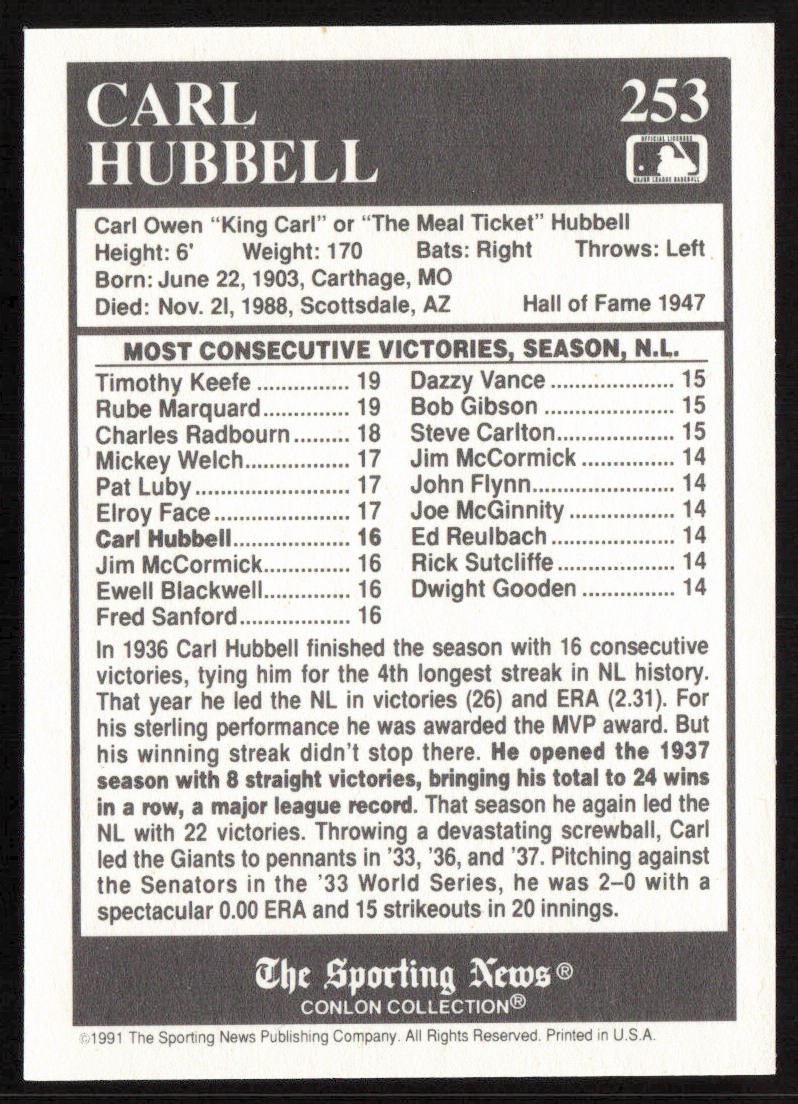 CARL
HUBBELL
253
OFFICIAL LICENSEE
MAJOR LEAGUE BASEBALL
Carl Owen "King Carl" or "The Meal Ticket" Hubbell
Height: 6' Weight: 170 Bats: Right Throws: Left
Born: June 22, 1903, Carthage, MO
Died: Nov. 2l, 1988, Scottsdale, AZ Hall of Fame 1947
MOST CONSECUTIVE VICTORIES, SEASON, N.L.
Timothy Keefe ............... 19
Rube Marquard.............. 19
Charles Radbourn......... 18
Mickey Welch................. 17
Pat Luby ......................... 17
Elroy Face ...................... 17
Carl Hubbell.................... 16
Jim McCormick.............. 16
Ewell Blackwell.............. 16
Fred Sanford.................. 16
Dazzy Vance .................... 15
Bob Gibson ..................... 15
Steve Carlton................... 15
Jim McCormick ............... 14
John Flynn....................... 14
Joe McGinnity ................. 14
Ed Reulbach .................... 14
Rick Sutcliffe ................... 14
Dwight Gooden ............... 14
In 1936 Carl Hubbell finished the season with 16 consecutive
victories, tying him for the 4th longest streak in NL history.
That year he led the NL in victories (26) and ERA (2.31). For
his sterling performance he was awarded the MVP award. But
his winning streak didn't stop there. He opened the 1937
season with 8 straight victories, bringing his total to 24 wins
in a row, a major league record. That season he again led the
NL with 22 victories. Throwing a devastating screwball, Carl
led the Giants to pennants in '33, '36, and '37. Pitching against
the Senators in the '33 World Series, he was 2–0 with a
spectacular 0.00 ERA and 15 strikeouts in 20 innings.
The Sporting News®
CONLON COLLECTION®
©1991 The Sporting News Publishing Company. All Rights Reserved. Printed in U.S.A.